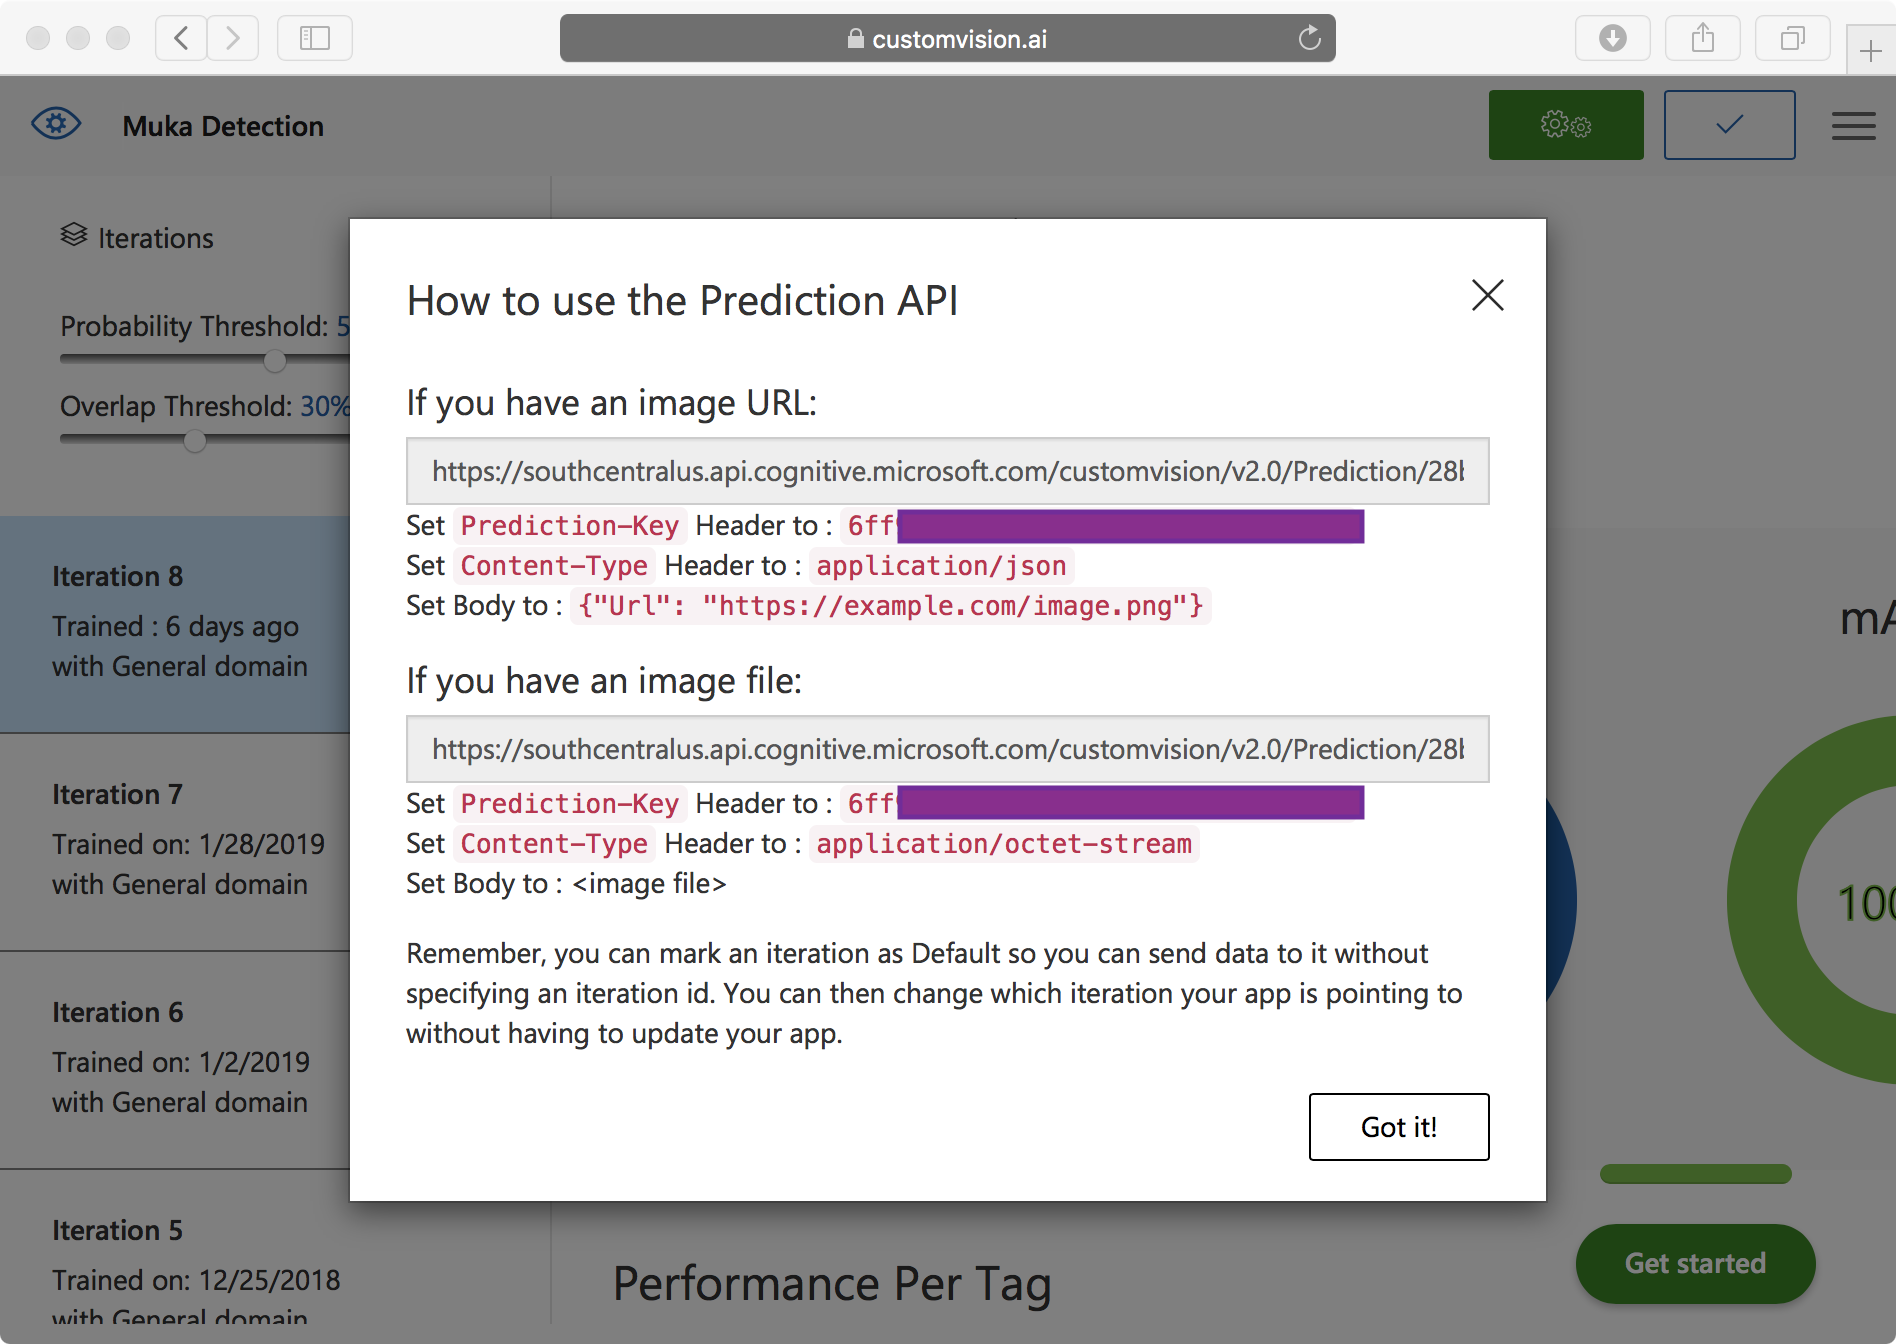 customvision.ai
Muka Detection
Iterations
Probability Threshold: 5
Overlap Threshold: 30%
Iteration 8
Trained : 6 days ago
with General domain
Iteration 7
Trained on: 1/28/2019
with General domain
Iteration 6
Trained on: 1/2/2019
with General domain
Iteration 5
Trained on: 12/25/2018
with General domain
How to use the Prediction API
If you have an image URL:
https://southcentralus.api.cognitive.microsoft.com/customvision/v2.0/Prediction/28
Set Prediction-Key Header to : 6ff
Set Content-Type Header to : application/json
Set Body to : {"Url": "https://example.com/image.png"}
If you have an image file:
https://southcentralus.api.cognitive.microsoft.com/customvision/v2.0/Prediction/28
Set Prediction-Key Header to : 6ff
Set Content-Type Header to : application/octet-stream
Set Body to : <image file>
Remember, you can mark an iteration as Default so you can send data to it without
specifying an iteration id. You can then change which iteration your app is pointing to
without having to update your app.
Got it!
mA
100
Get started
Performance Per Tag